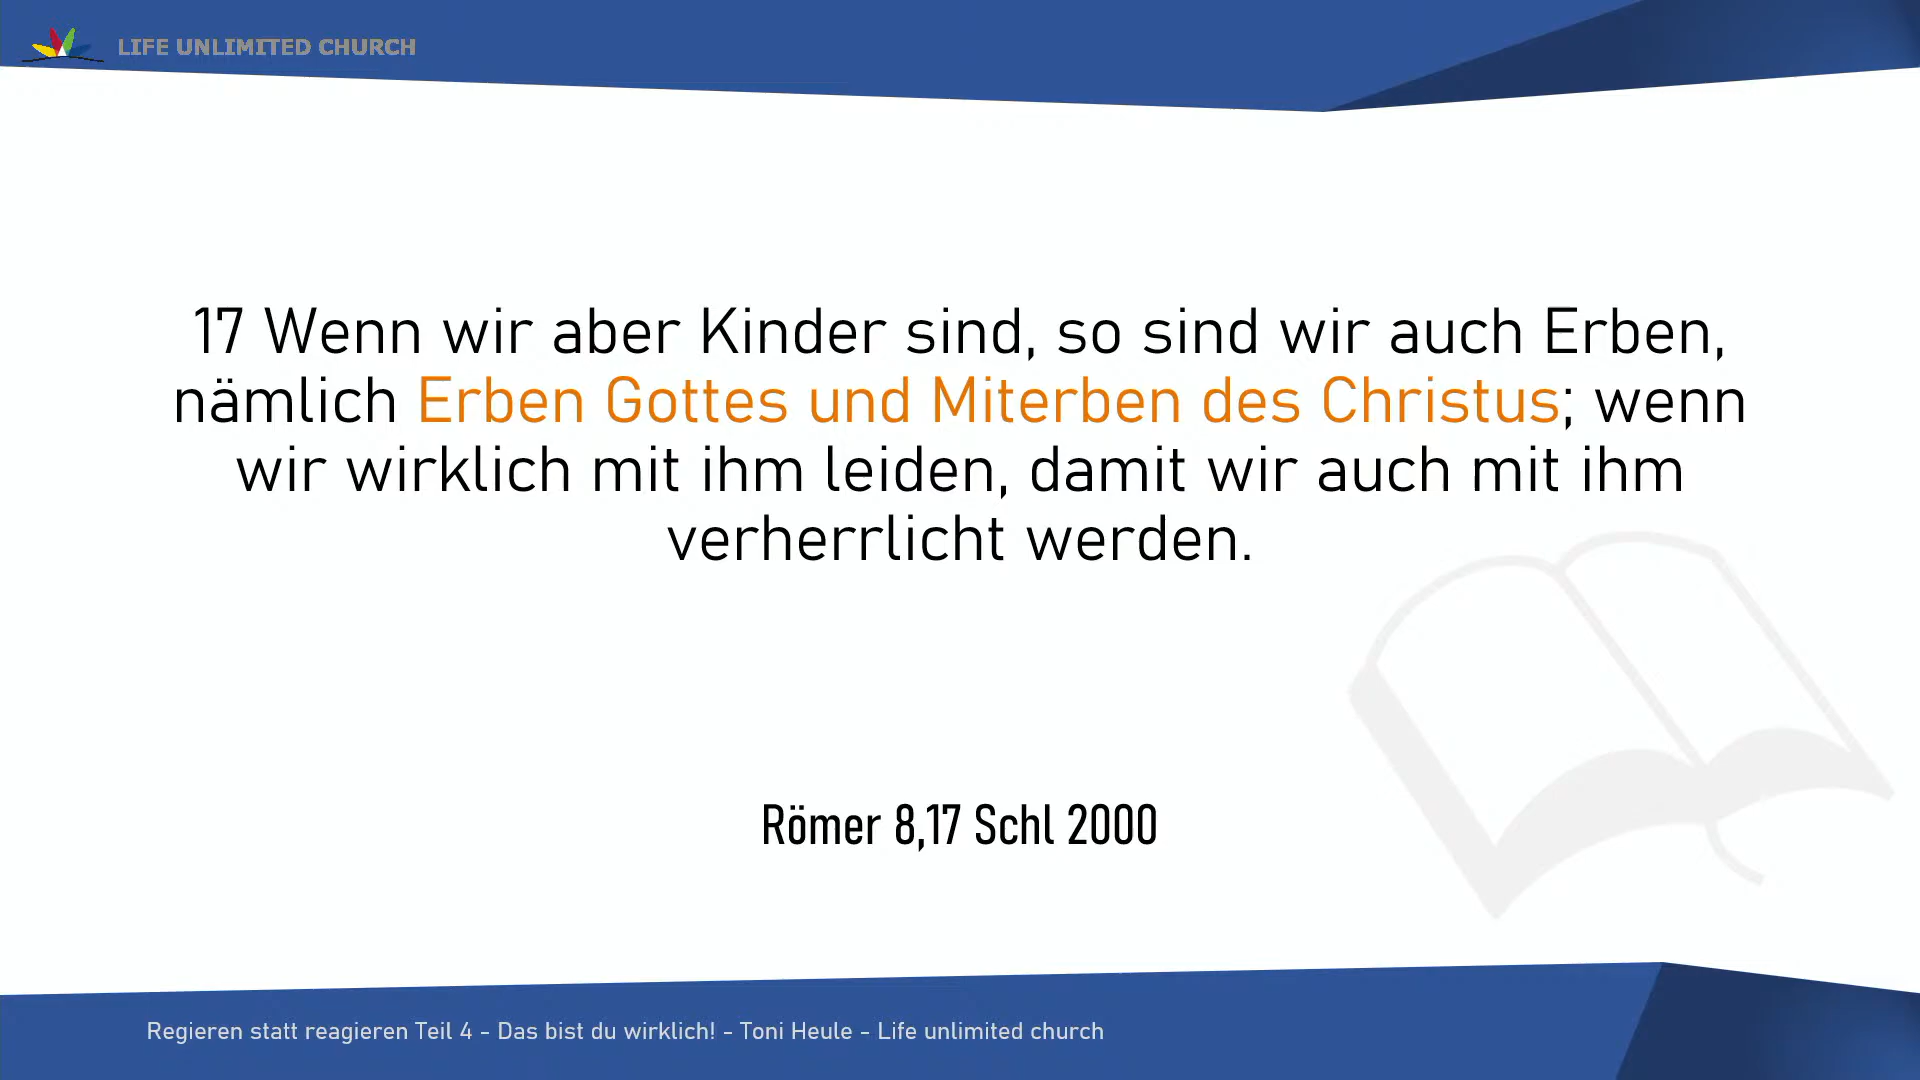 LIFE UNLIMITED CHURCH
17 Wenn wir aber Kinder sind, so sind wir auch Erben,
nämlich Erben Gottes und Miterben des Christus; wenn
wir wirklich mit ihm leiden, damit wir auch mit ihm
verherrlicht werden.
Römer 8,17 Schl 2000
Regieren statt reagieren Teil 4 - Das bist du wirklich! - Toni Heule - Life unlimited church